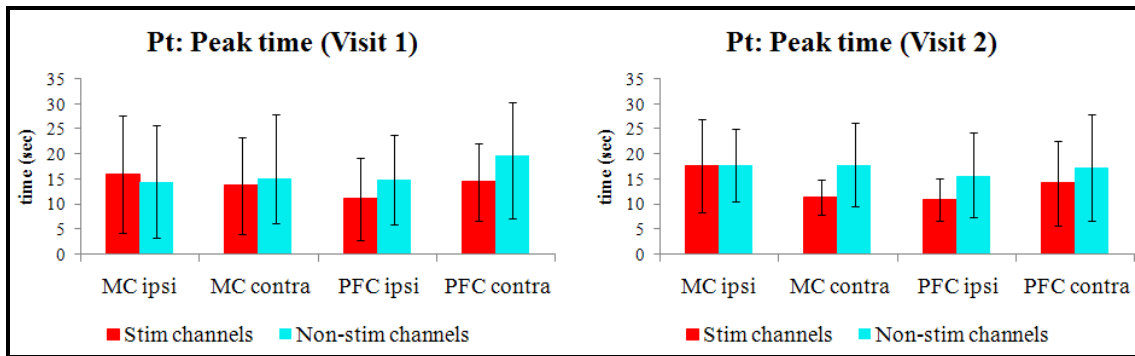 Pt: Peak time (Visit 1)
time (sec)
35
30
25
20
15
10
5
0
MC ipsi MC contra PFC ipsi PFC contra
Stim channels Non-stim channels
Pt: Peak time (Visit 2)
time (sec)
35
30
25
20
15
10
5
0
MC ipsi MC contra PFC ipsi PFC contra
Stim channels Non-stim channels